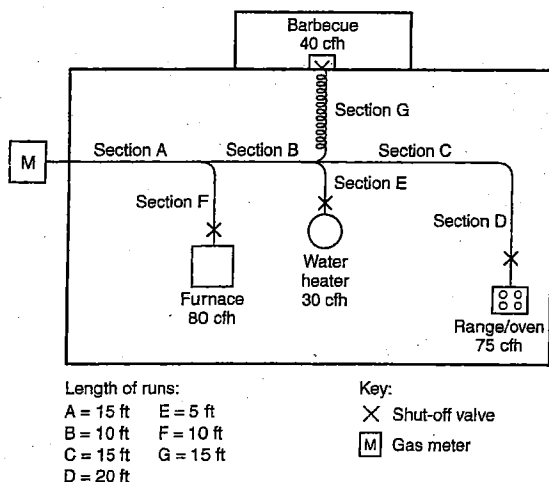 Barbecue
40 cfh
Section G
M
Section A
Section B
Section C
Section F
Section E
Section D
Furnace
80 cfh
Water
heater
30 cfh
Range/oven
75 cfh
Length of runs:
A = 15 ft E = 5 ft
B = 10 ft F = 10 ft
C = 15 ft G = 15 ft
D = 20 ft
Key:
Shut-off valve
M Gas meter